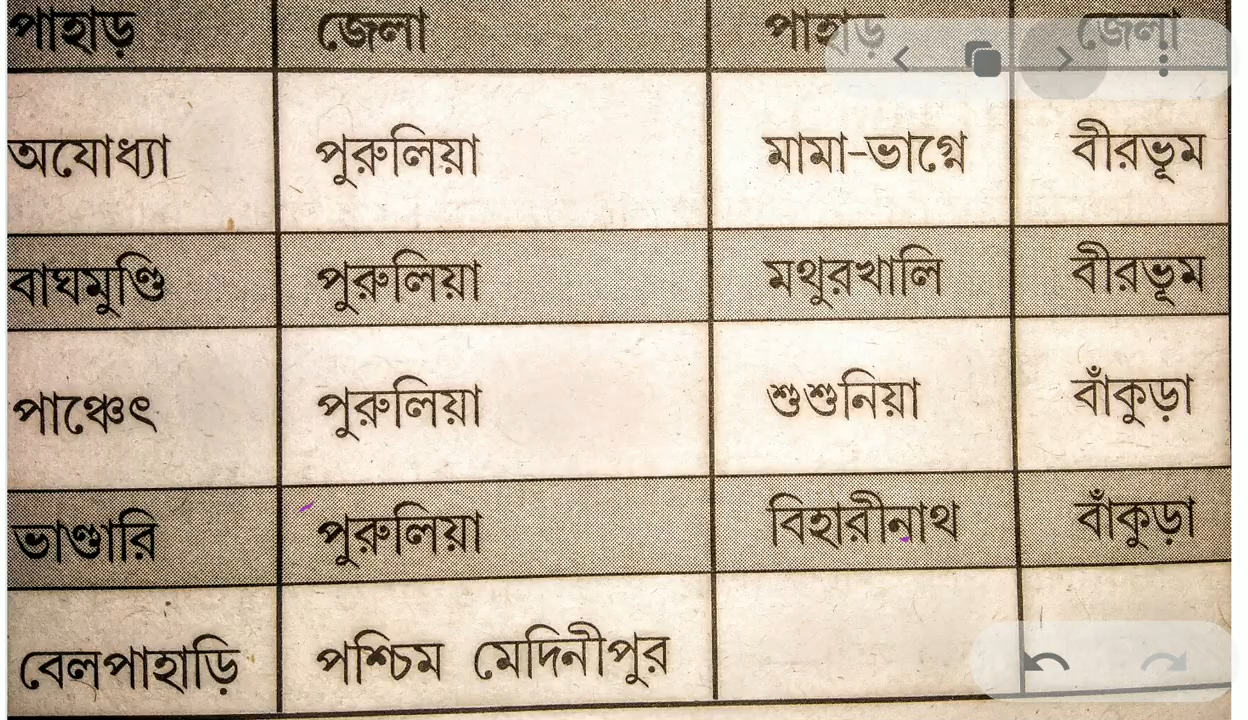 পাহাড় জেলা পাহাড় জেলা
অযোধ্যা পুরুলিয়া মামা-ভাগ্নে বীরভূম
বাঘমুণ্ডি পুরুলিয়া মথুরখালি বীরভূম
পাঞ্চেৎ পুরুলিয়া শুশুনিয়া বাঁকুড়া
ভাণ্ডারি পুরুলিয়া বিহারীনাথ বাঁকুড়া
বেলপাহাড়ি পশ্চিম মেদিনীপুর